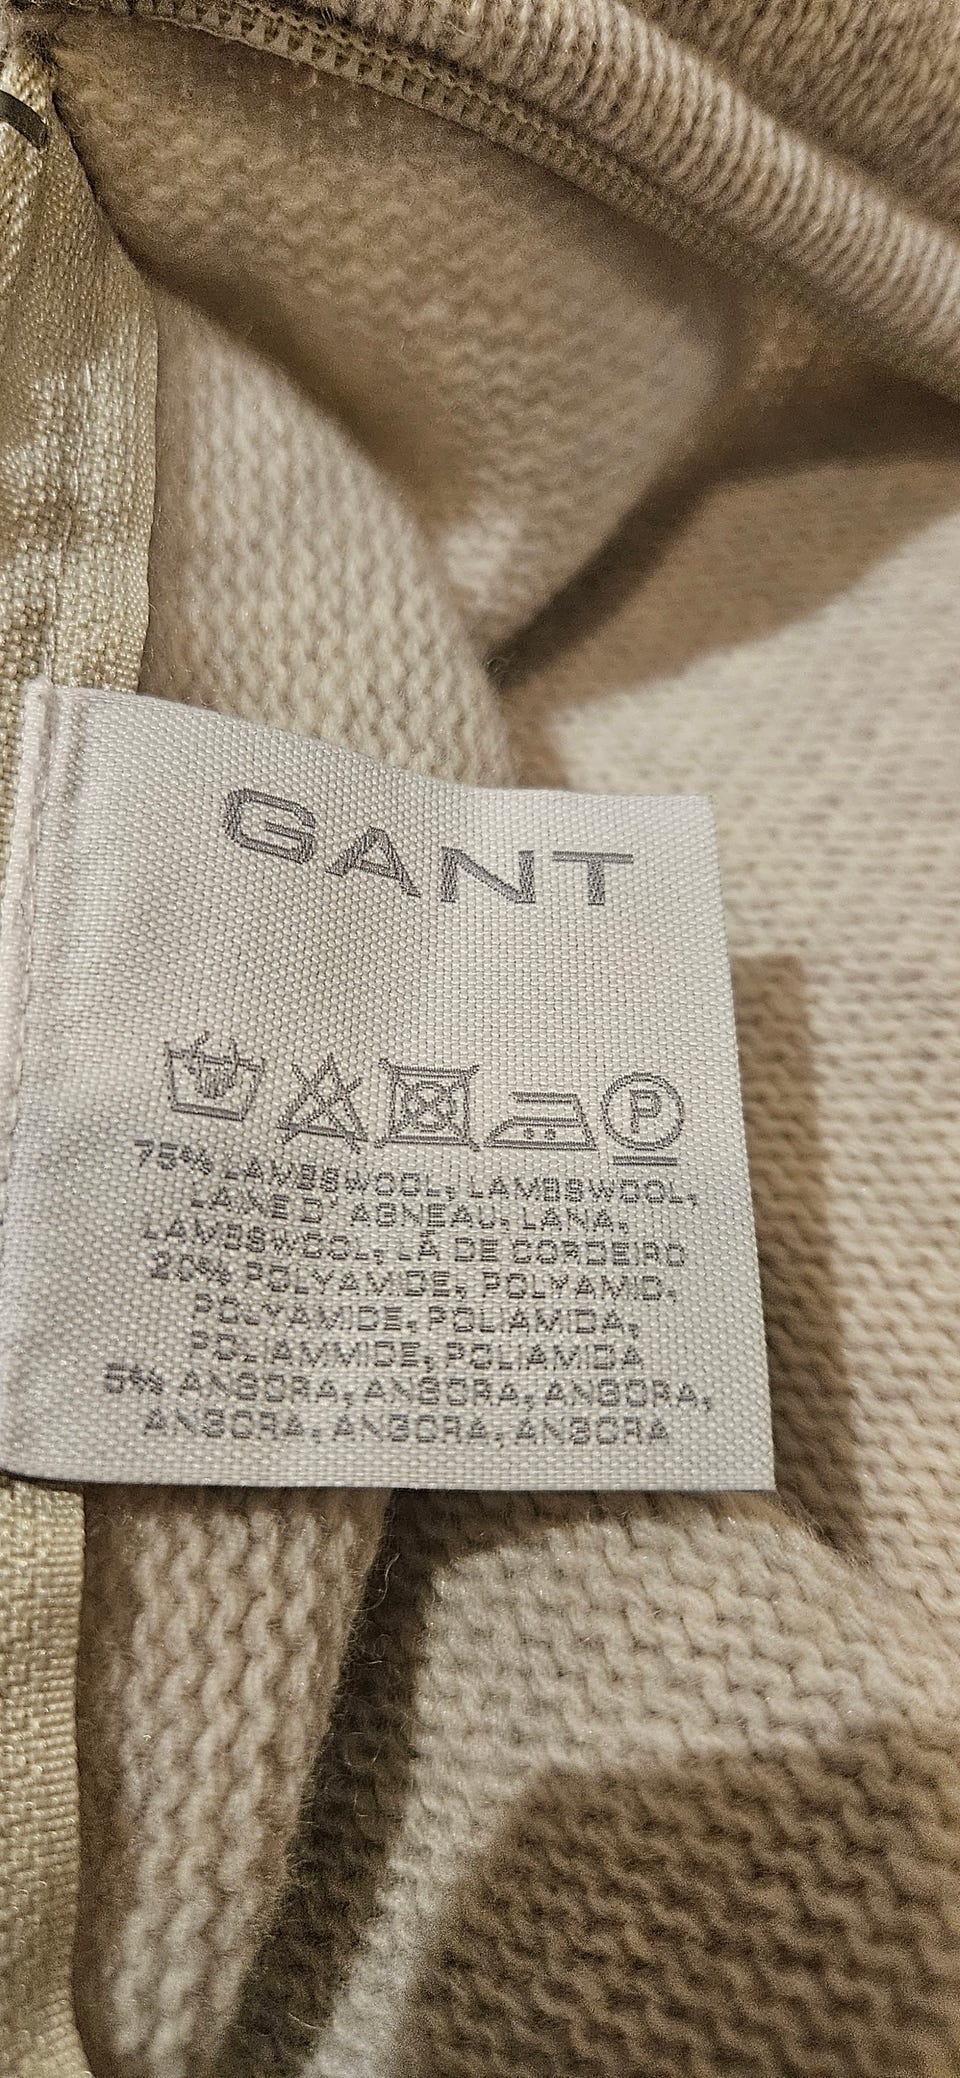 GANT
P
75% LAMBSWOOL, LAMBSWOOL,
LAINE D' AGNEAU, LANA,
LAMBSWOOL, LÃ DE CORDEIRO
20% POLYAMIDE, POLYAMID,
POLYAMIDE, POLIAMIDA,
POLIAMMIDE, POLIAMIDA
5% ANGORA, ANGORA, ANGORA,
ANGORA, ANGORA, ANGORA